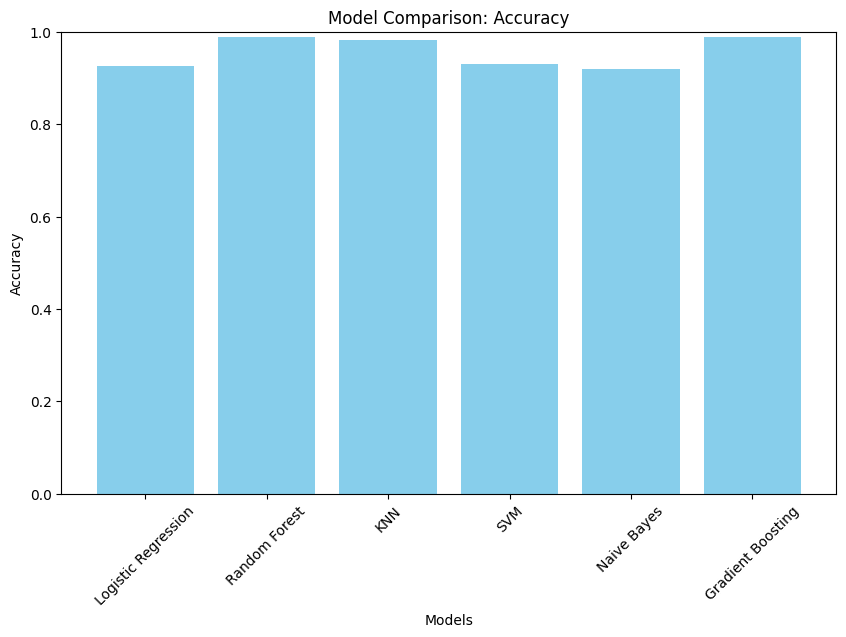 Model Comparison: Accuracy
1.0
0.8
0.6
0.4
0.2
0.0
Accuracy
Logistic Regression
Random Forest
KNN
SVM
Naive Bayes
Gradient Boosting
Models